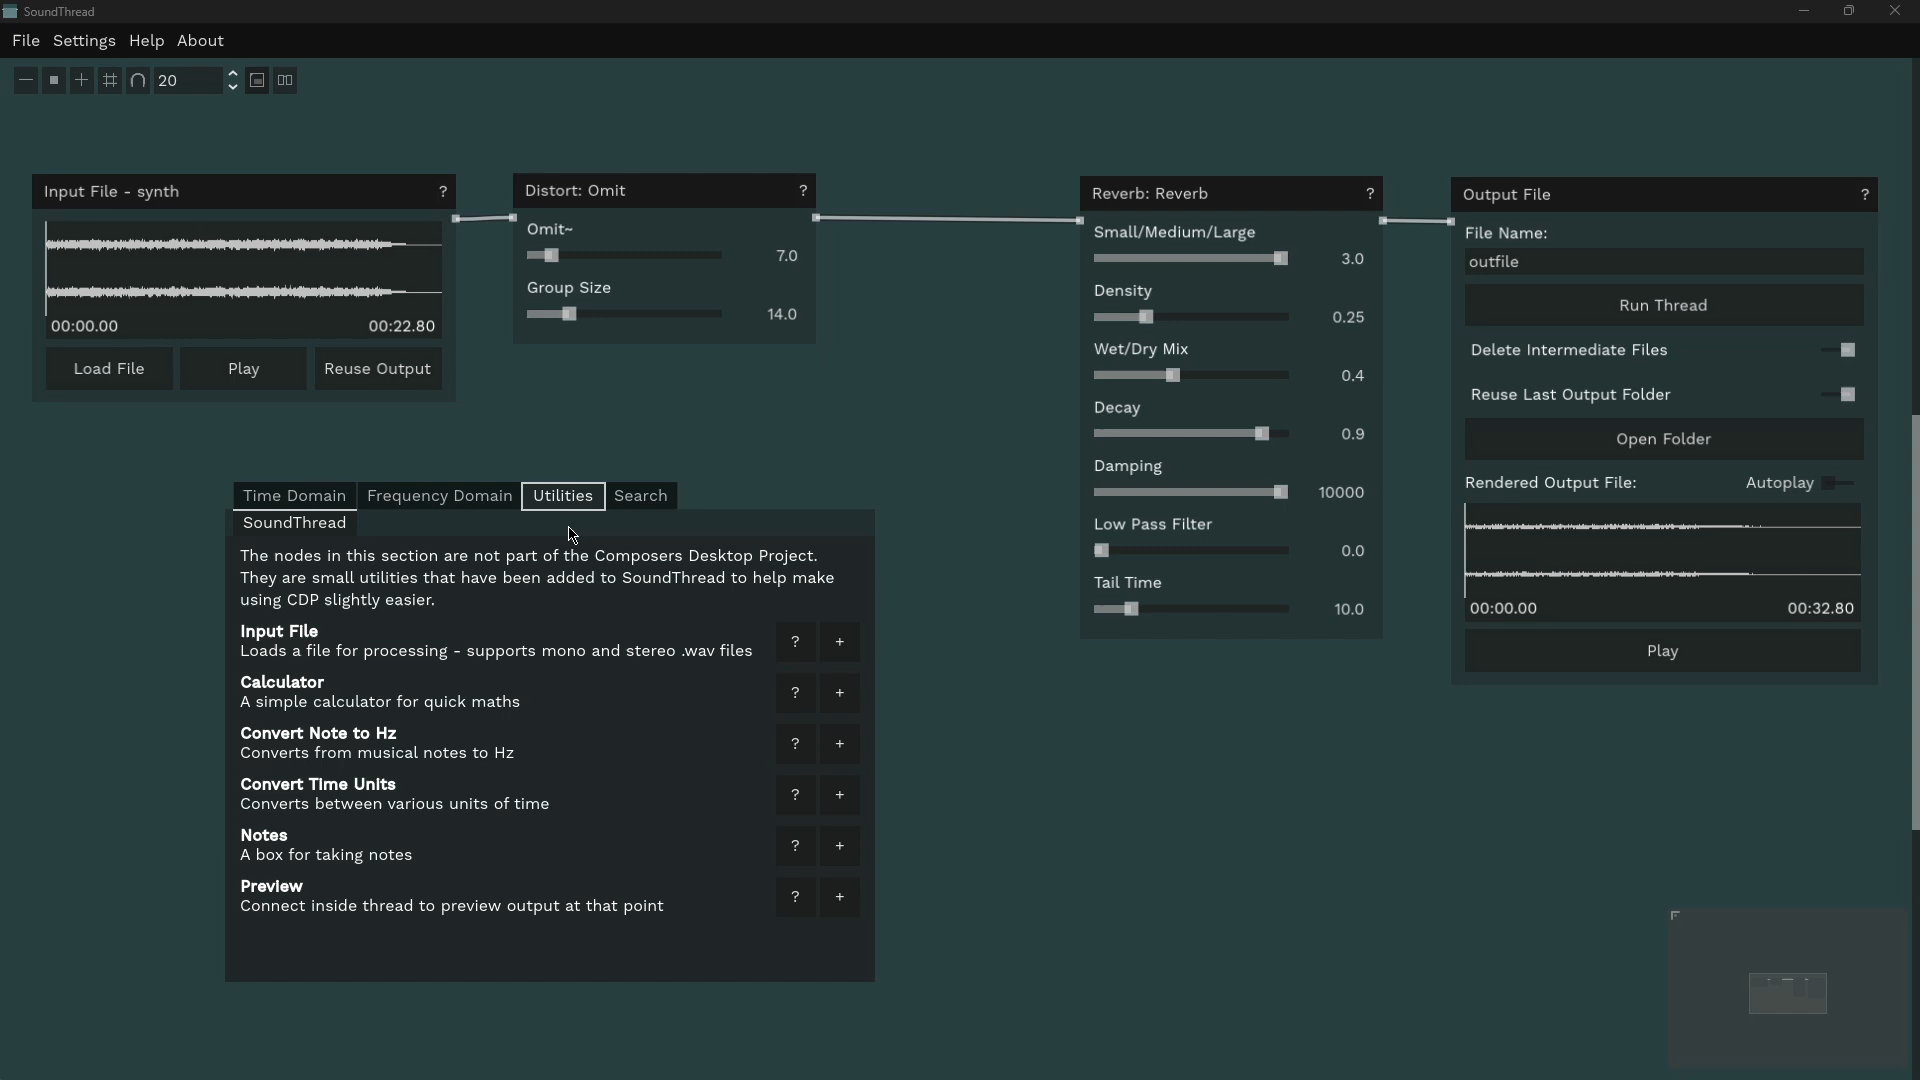 SoundThread
File Settings Help About
20
Input File - synth ?
00:00.00 00:22.80
Load File Play Reuse Output
Distort: Omit ?
Omit~
7.0
Group Size
14.0
Reverb: Reverb ?
Small/Medium/Large
3.0
Density
0.25
Wet/Dry Mix
0.4
Decay
0.9
Damping
10000
Low Pass Filter
0.0
Tail Time
10.0
Output File ?
File Name:
outfile
Run Thread
Delete Intermediate Files
Reuse Last Output Folder
Open Folder
Rendered Output File: Autoplay
00:00.00 00:32.80
Play
Time Domain Frequency Domain Utilities Search
SoundThread
The nodes in this section are not part of the Composers Desktop Project.
They are small utilities that have been added to SoundThread to help make
using CDP slightly easier.
Input File
Loads a file for processing - supports mono and stereo .wav files
? +
Calculator
A simple calculator for quick maths
? +
Convert Note to Hz
Converts from musical notes to Hz
? +
Convert Time Units
Converts between various units of time
? +
Notes
A box for taking notes
? +
Preview
Connect inside thread to preview output at that point
? +